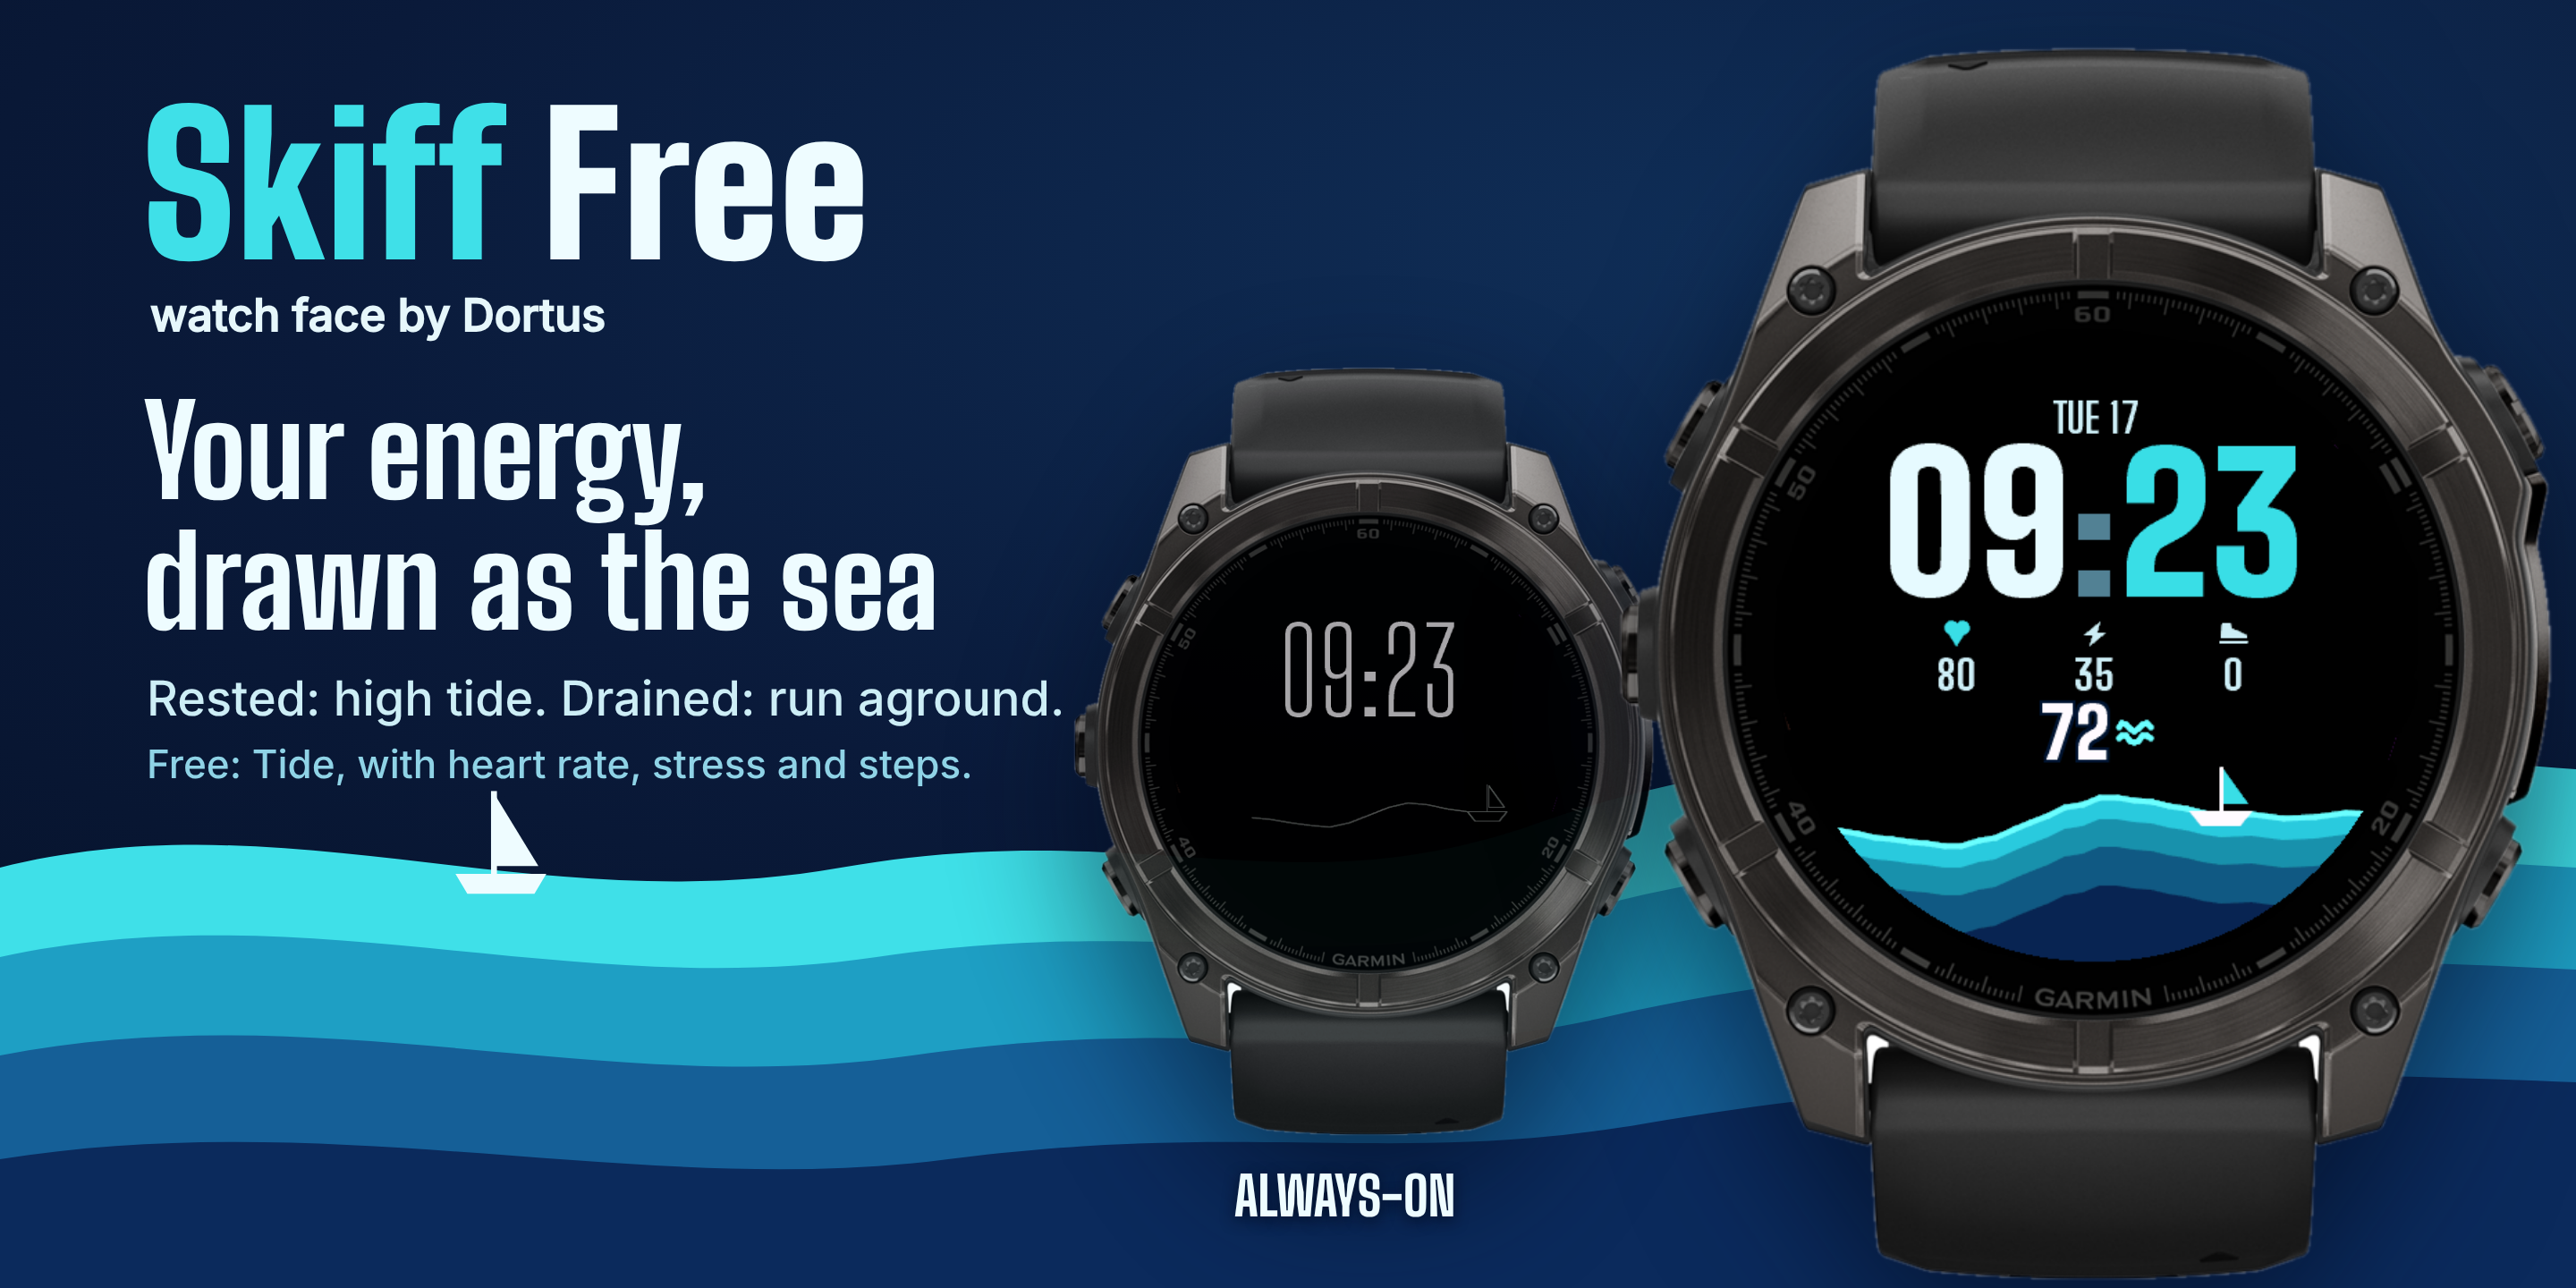 Skiff Free
watch face by Dortus
Your energy,
drawn as the sea
Rested: high tide. Drained: run aground.
Free: Tide, with heart rate, stress and steps.
60
50
09:23
40
20
GARMIN
ALWAYS-ON
60
50
TUE 17
09:23
80 35 0
72
40
20
GARMIN